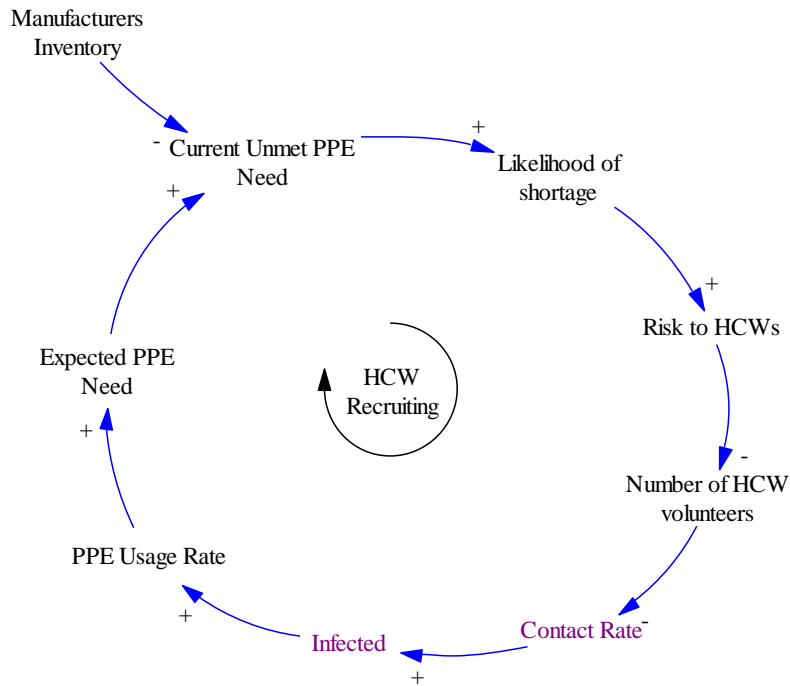 Manufacturers
Inventory
- Current Unmet PPE
Need
+
+
Likelihood of
shortage
+
Risk to HCWs
Expected PPE
Need
HCW
Recruiting
+
-
Number of HCW
volunteers
PPE Usage Rate
+
Infected
Contact Rate-
+